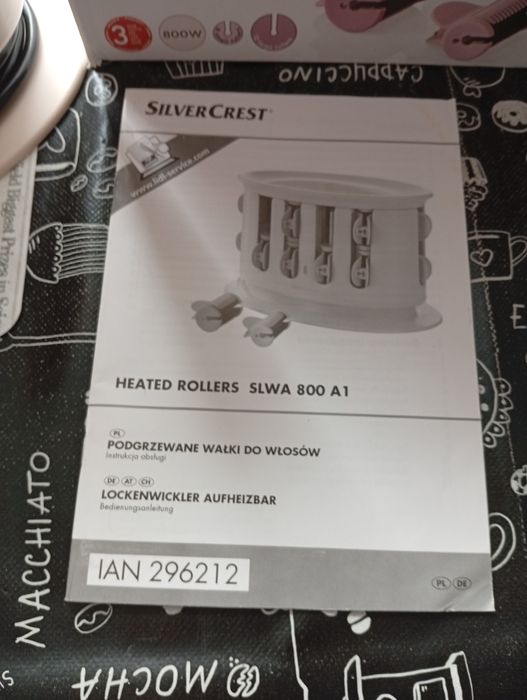 3
800W
CAPPUCCINO
SILVERCREST®
www.lidl-service.com
HEATED ROLLERS SLWA 800 A1
PL
PODGRZEWANE WAŁKI DO WŁOSÓW
Instrukcja obsługi
DE AT CH
LOCKENWICKLER AUFHEIZBAR
Bedienungsanleitung
IAN 296212
PL DE
MACCHIATO
MOCHA